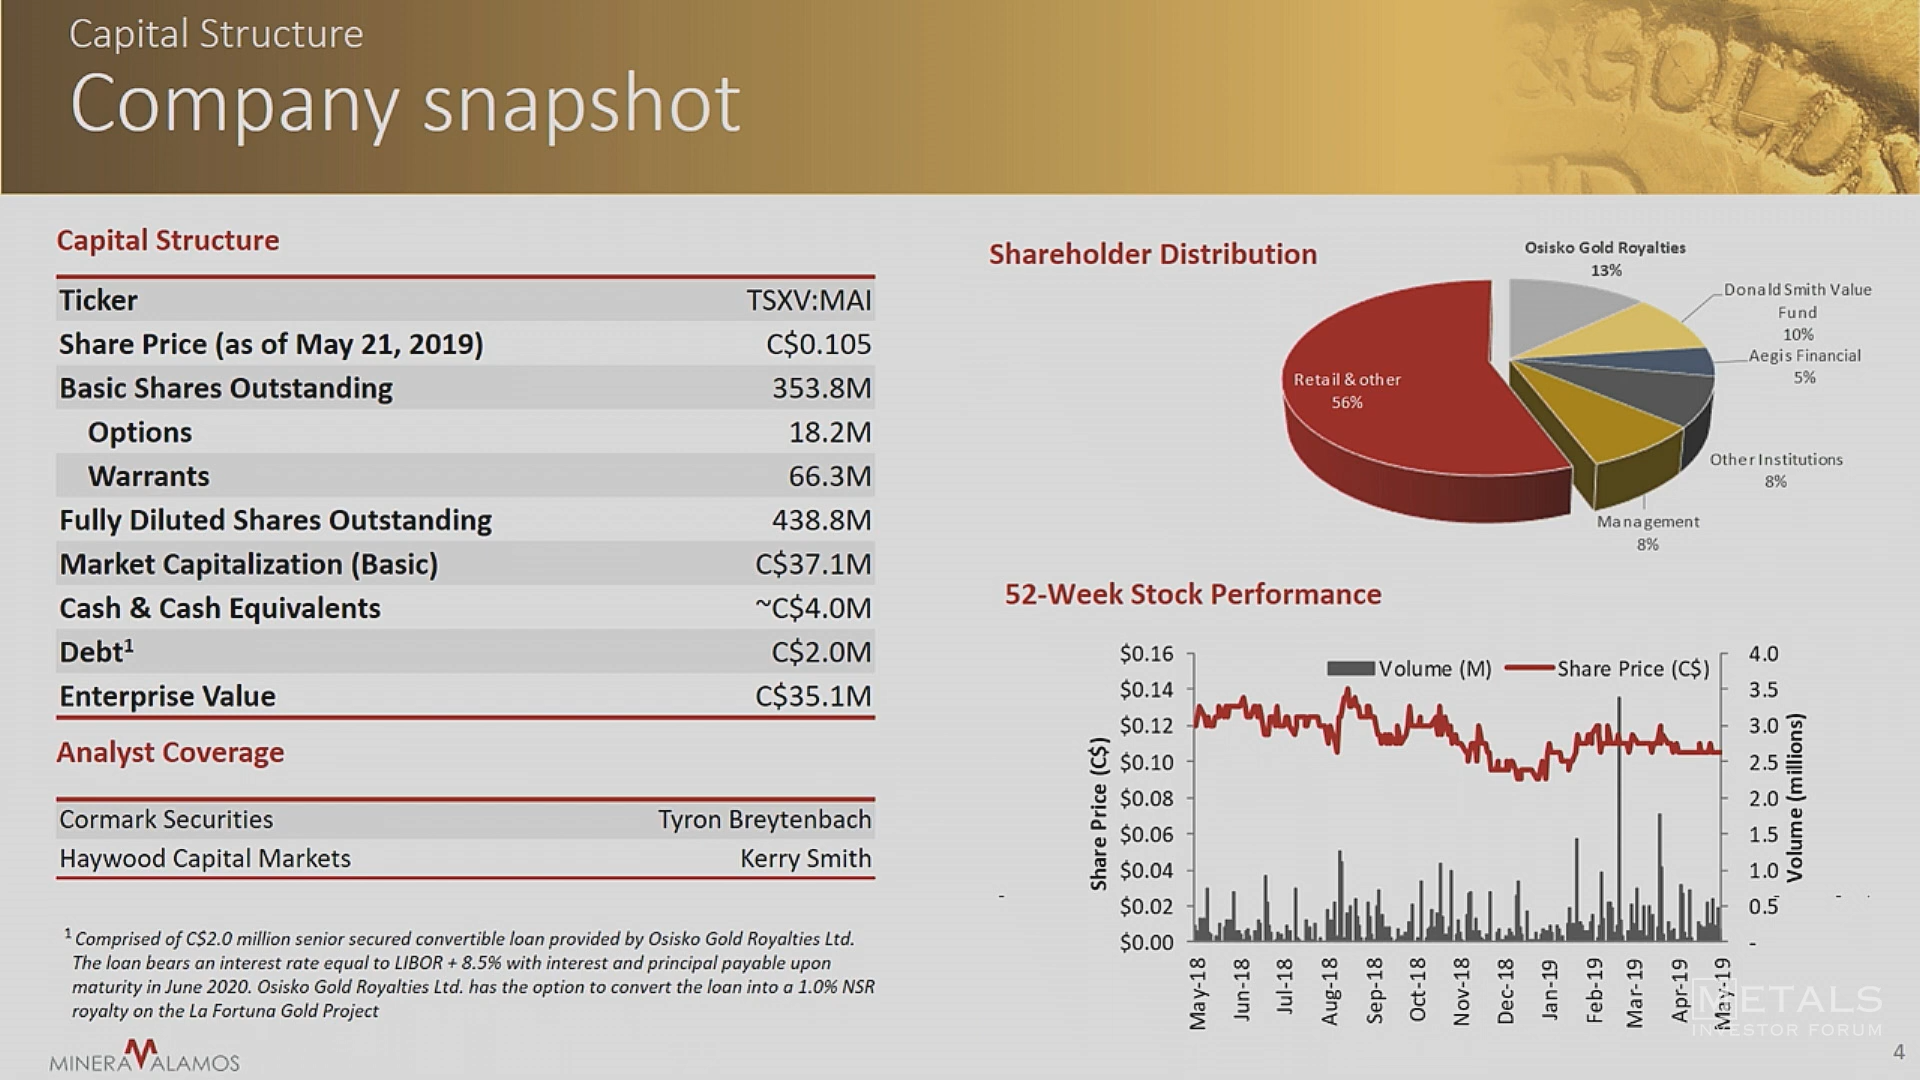 Capital Structure
Company snapshot
Capital Structure
Ticker TSXV:MAI
Share Price (as of May 21, 2019) C$0.105
Basic Shares Outstanding 353.8M
Options 18.2M
Warrants 66.3M
Fully Diluted Shares Outstanding 438.8M
Market Capitalization (Basic) C$37.1M
Cash & Cash Equivalents ~C$4.0M
Debt¹ C$2.0M
Enterprise Value C$35.1M
Analyst Coverage
Cormark Securities Tyron Breytenbach
Haywood Capital Markets Kerry Smith
¹ Comprised of C$2.0 million senior secured convertible loan provided by Osisko Gold Royalties Ltd.
The loan bears an interest rate equal to LIBOR + 8.5% with interest and principal payable upon
maturity in June 2020. Osisko Gold Royalties Ltd. has the option to convert the loan into a 1.0% NSR
royalty on the La Fortuna Gold Project
MINERA ALAMOS
Shareholder Distribution
Osisko Gold Royalties
13%
Donald Smith Value
Fund
10%
Aegis Financial
5%
Other Institutions
8%
Management
8%
Retail & other
56%
52-Week Stock Performance
Volume (M) Share Price (C$)
Share Price (C$)
$0.16
$0.14
$0.12
$0.10
$0.08
$0.06
$0.04
$0.02
$0.00
4.0
3.5
3.0
2.5
2.0
1.5
1.0
0.5
-
Volume (millions)
May-18
Jun-18
Jul-18
Aug-18
Sep-18
Oct-18
Nov-18
Dec-18
Jan-19
Feb-19
Mar-19
Apr-19
May-19
METALS
INVESTOR FORUM
4